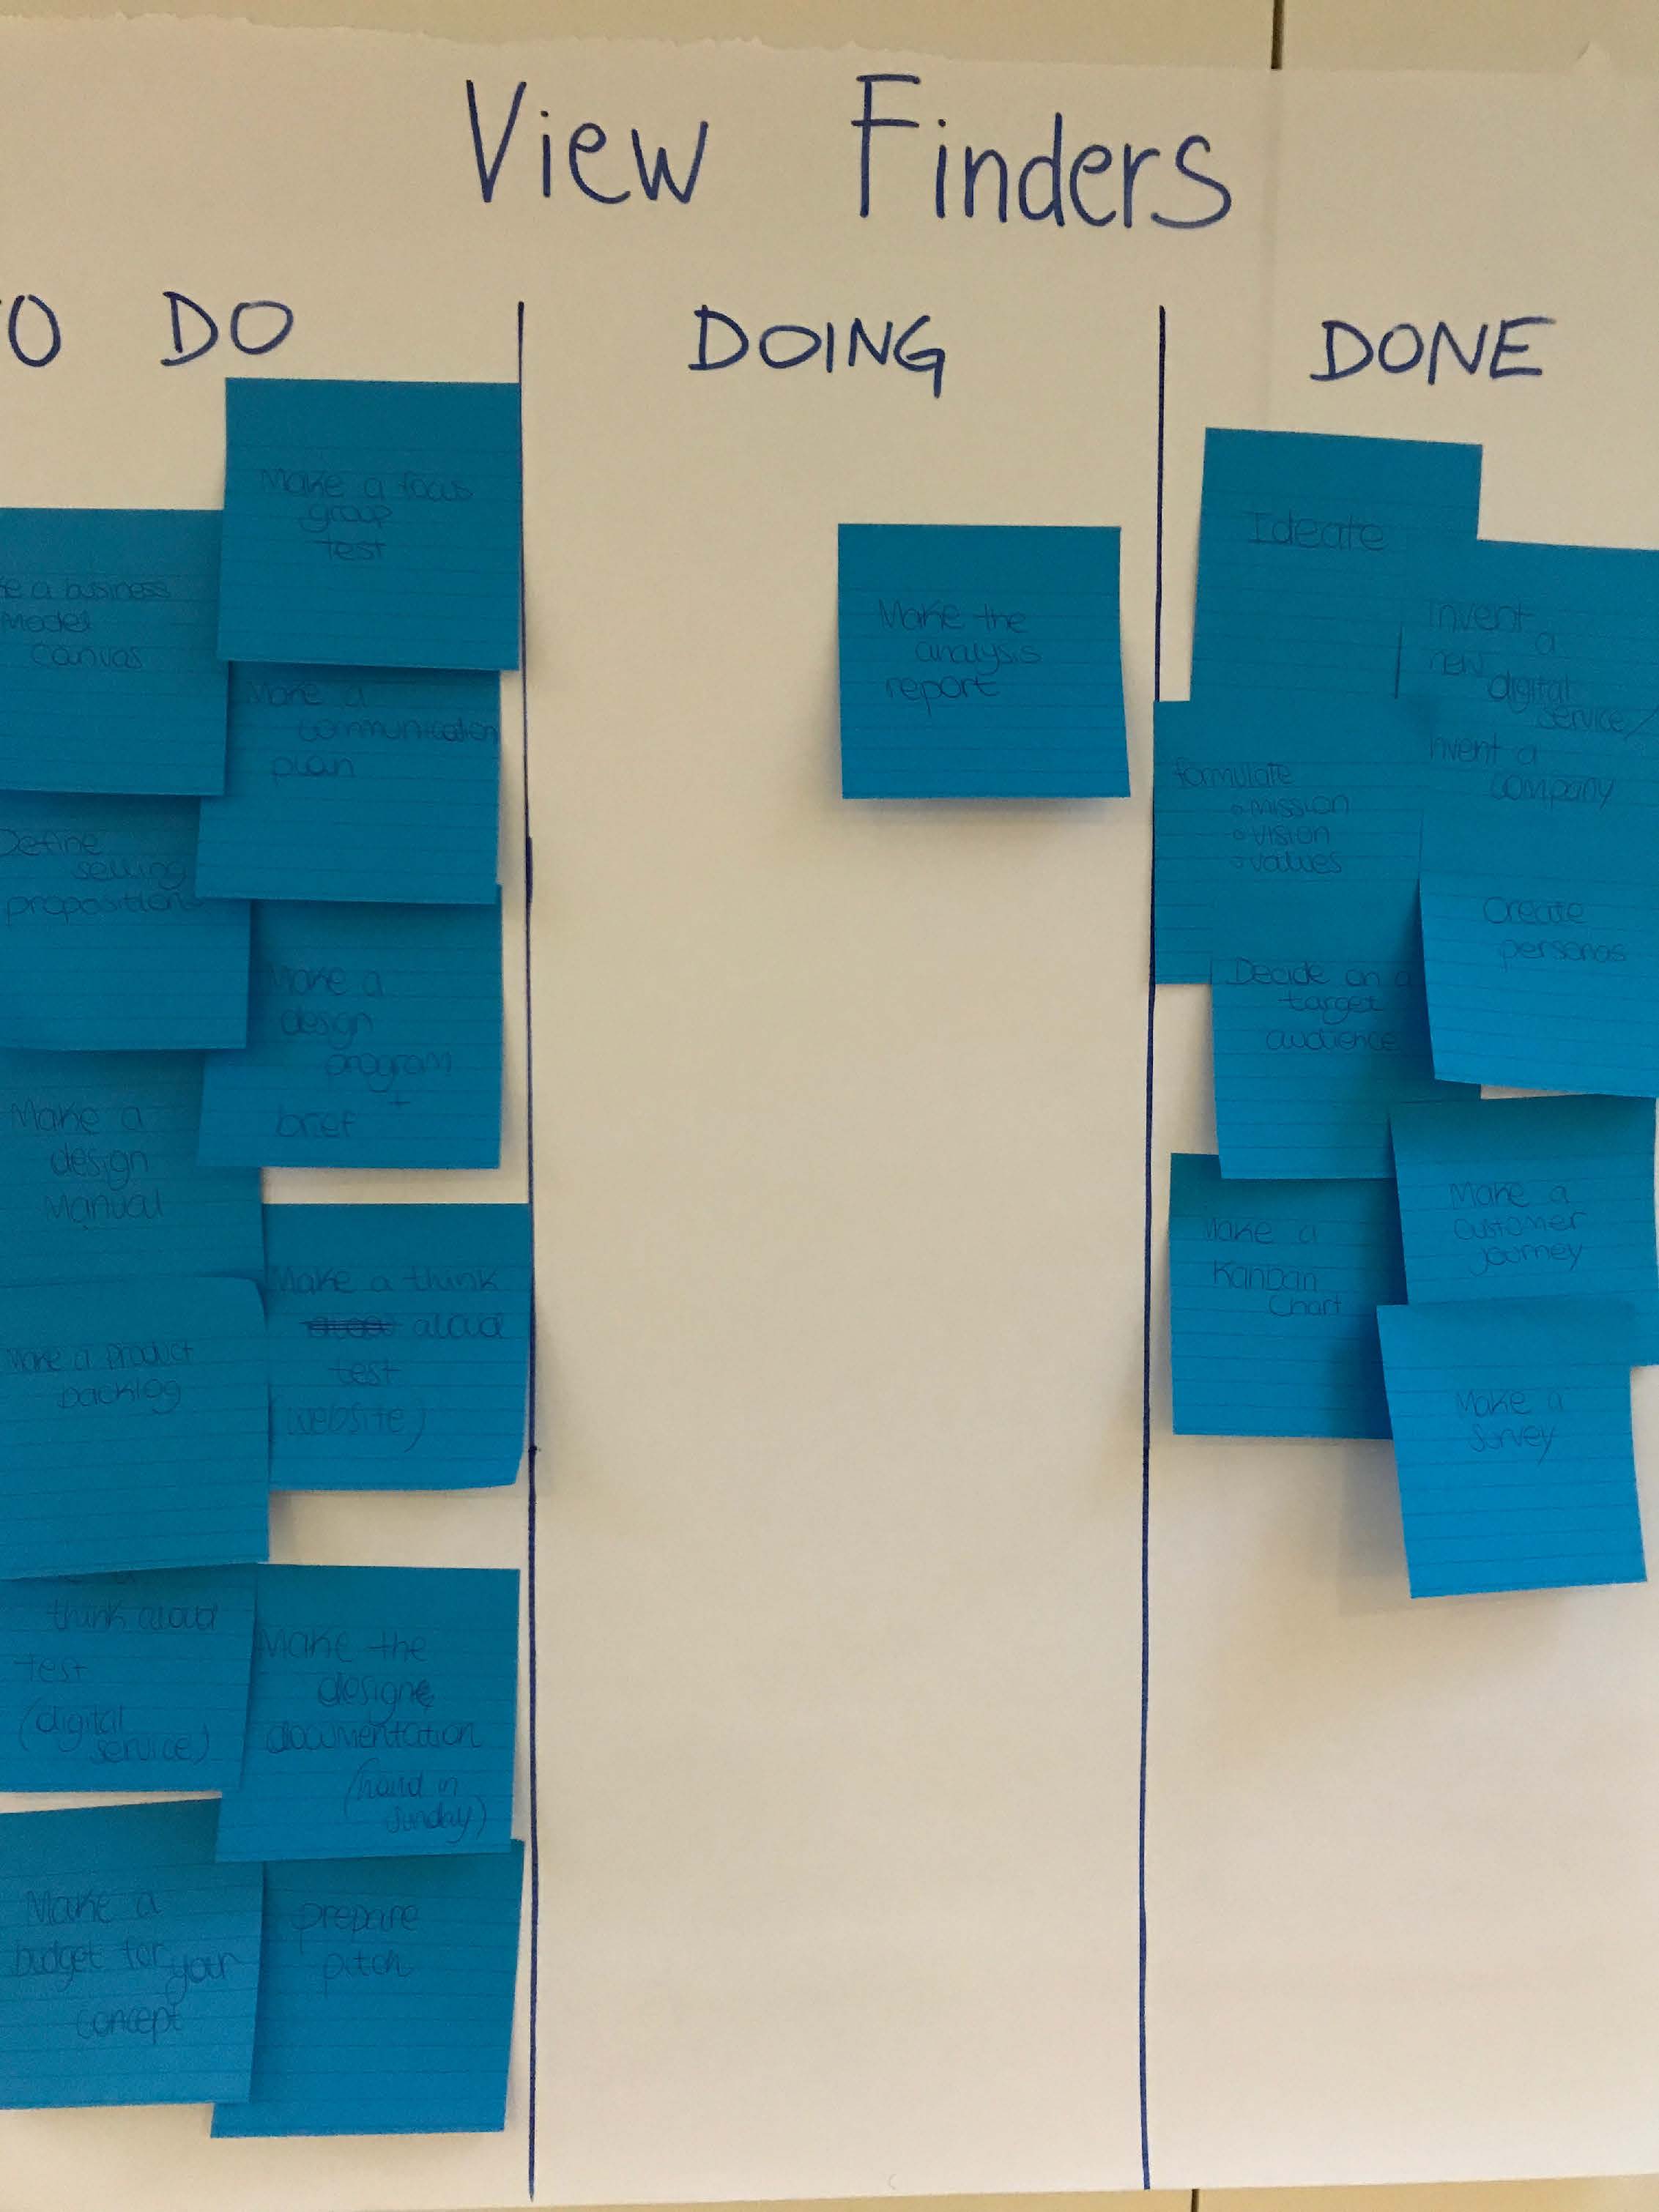 View Finders
O DO
DOING
DONE
Make a focus
group
test
e a business
Model
Canvas
Make a
communication
plan
Define
selling
proposition
Make a
design
program
+
brief
Make a
design
Manual
Make a think
aloud
test
(website)
Make a product
backlog
think aloud
test
(digital
service)
Make the
design
documentation
(hand in
Sunday)
Make a
budget for your
concept
prepare
pitch
Make the
analysis
report
Ideate
Invent
a
new
digital
service/
invent a
company
formulate
o mission
o vision
o values
Create
personas
Decide on a
target
audience
Make a
customer
journey
Make a
Kanban
Chart
Make a
survey